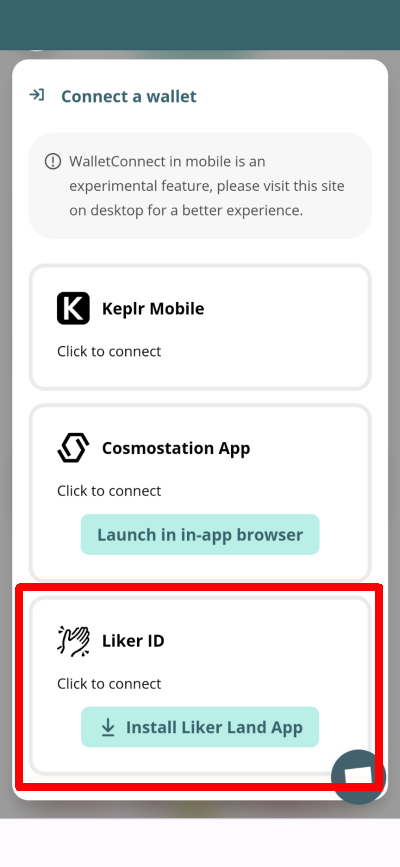 Connect a wallet
WalletConnect in mobile is an
experimental feature, please visit this site
on desktop for a better experience.
Keplr Mobile
Click to connect
Cosmostation App
Click to connect
Launch in in-app browser
Liker ID
Click to connect
Install Liker Land App